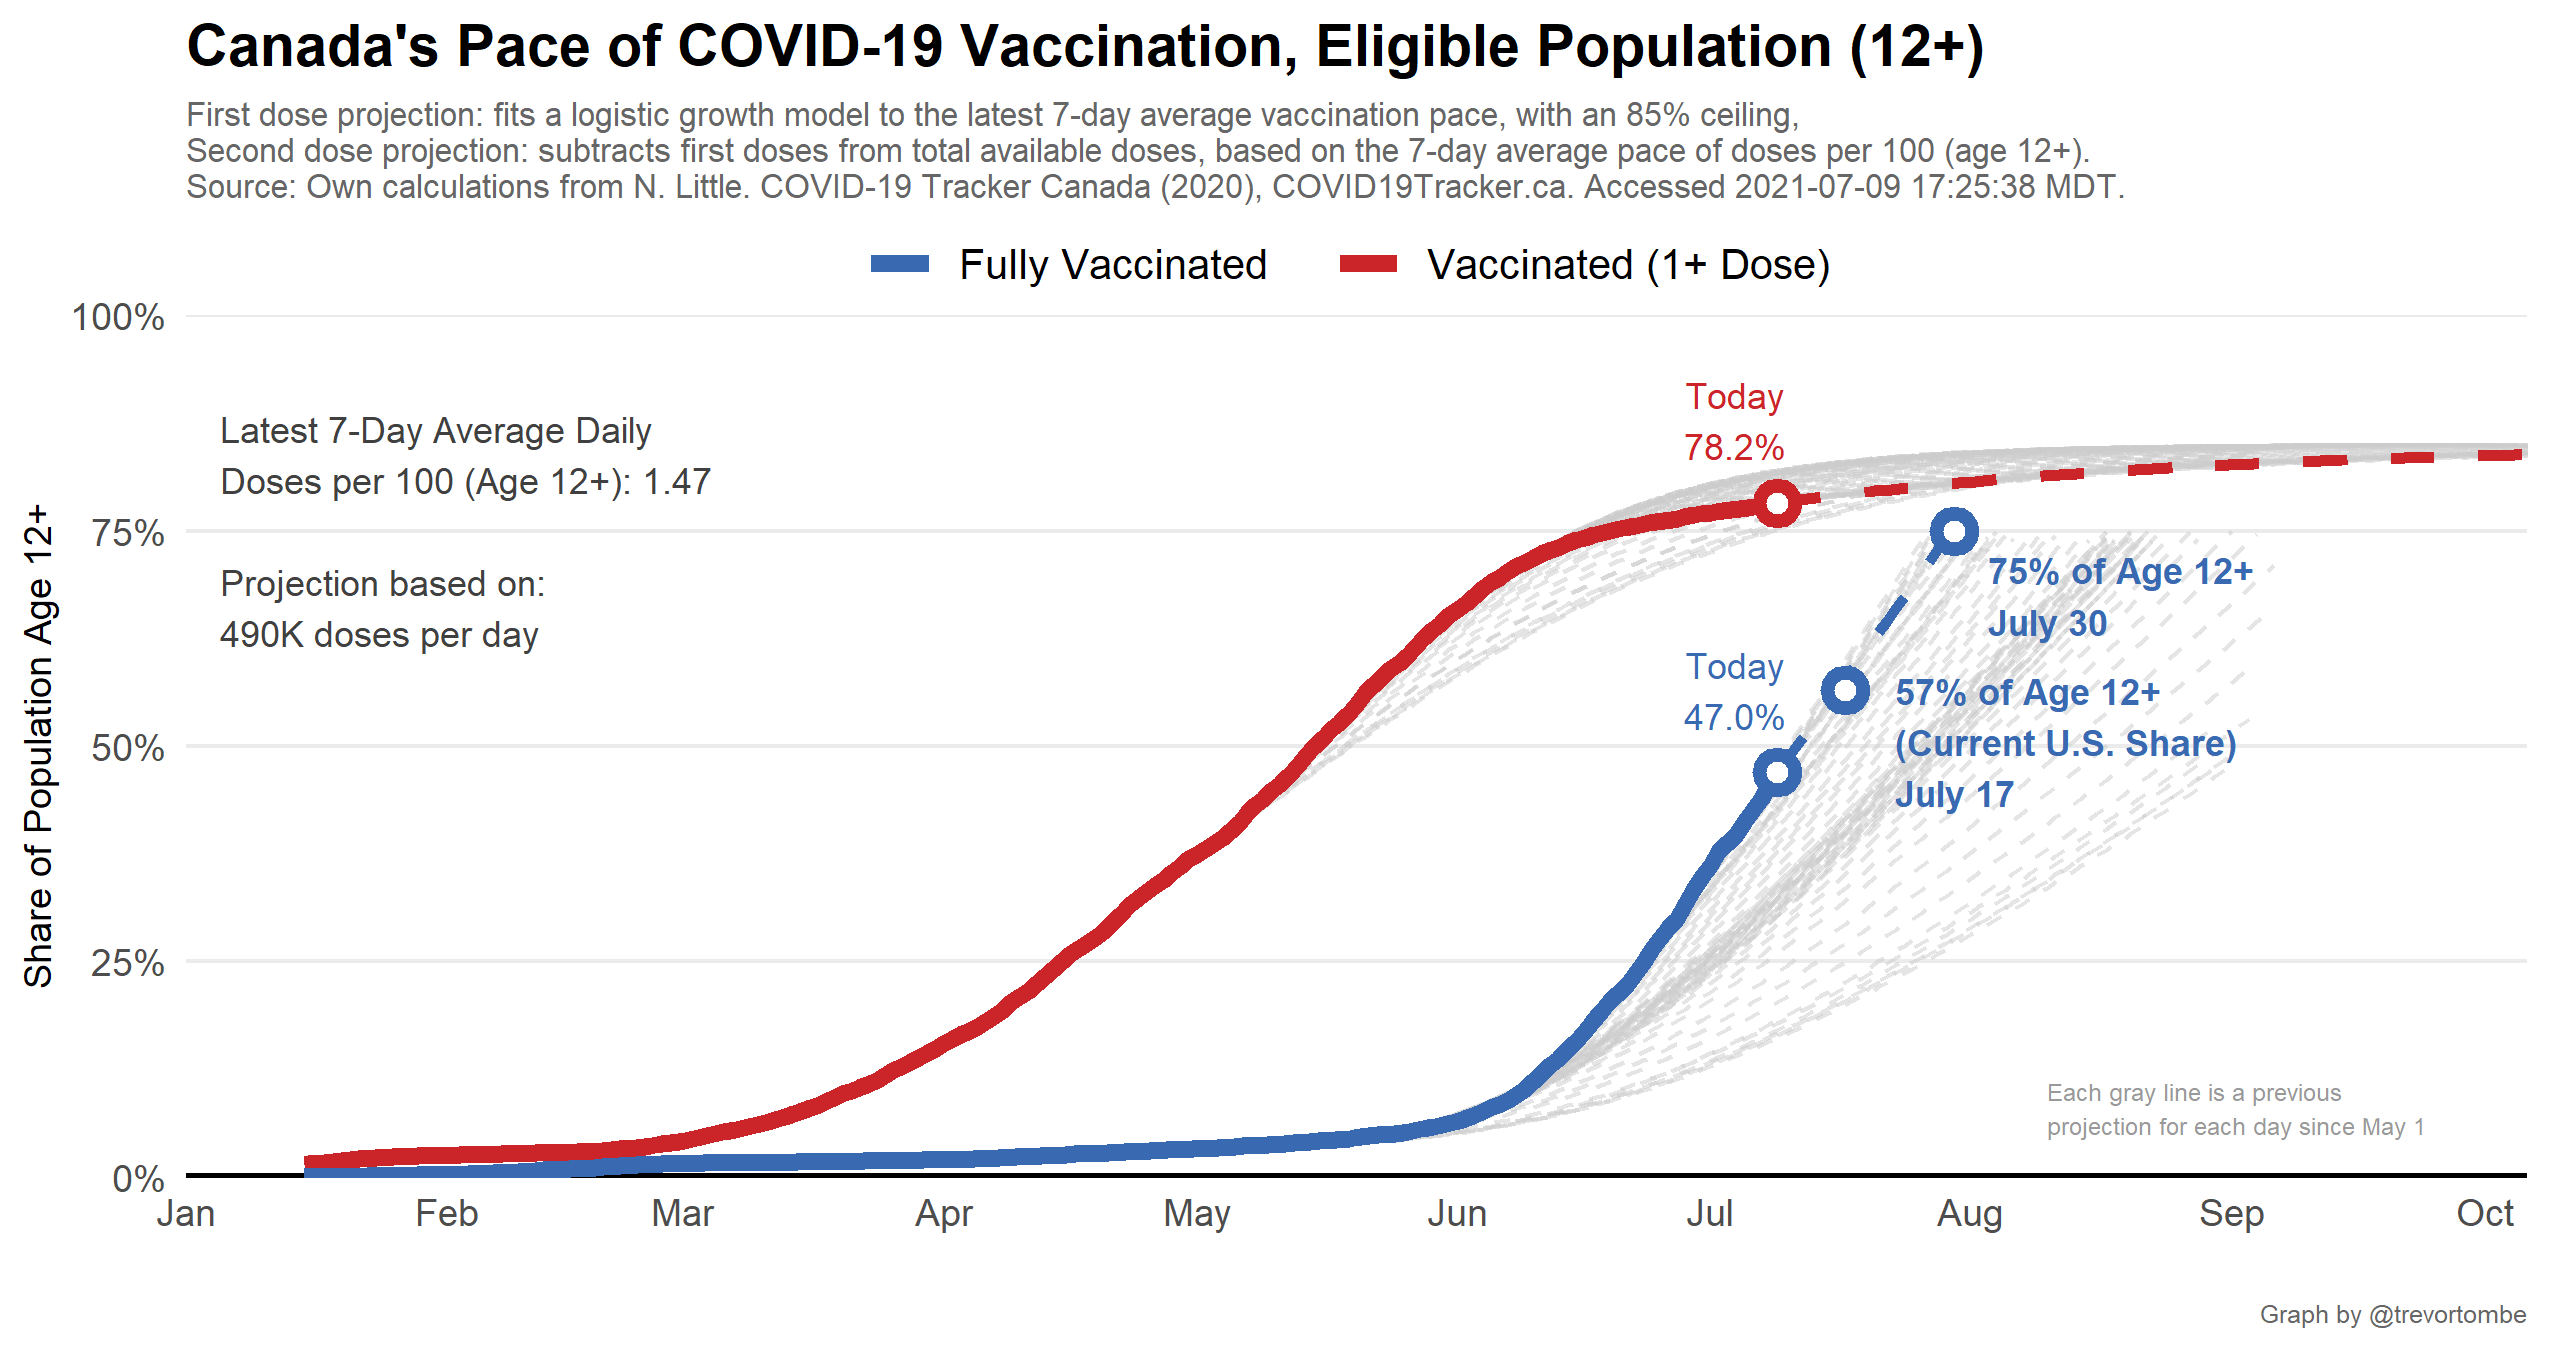 Canada's Pace of COVID-19 Vaccination, Eligible Population (12+)
First dose projection: fits a logistic growth model to the latest 7-day average vaccination pace, with an 85% ceiling,
Second dose projection: subtracts first doses from total available doses, based on the 7-day average pace of doses per 100 (age 12+).
Source: Own calculations from N. Little. COVID-19 Tracker Canada (2020), COVID19Tracker.ca. Accessed 2021-07-09 17:25:38 MDT.
Fully Vaccinated
Vaccinated (1+ Dose)
Share of Population Age 12+
100%
75%
50%
25%
0%
Latest 7-Day Average Daily
Doses per 100 (Age 12+): 1.47
Projection based on:
490K doses per day
Today
78.2%
Today
47.0%
75% of Age 12+
July 30
57% of Age 12+
(Current U.S. Share)
July 17
Each gray line is a previous
projection for each day since May 1
Jan
Feb
Mar
Apr
May
Jun
Jul
Aug
Sep
Oct
Graph by @trevortombe